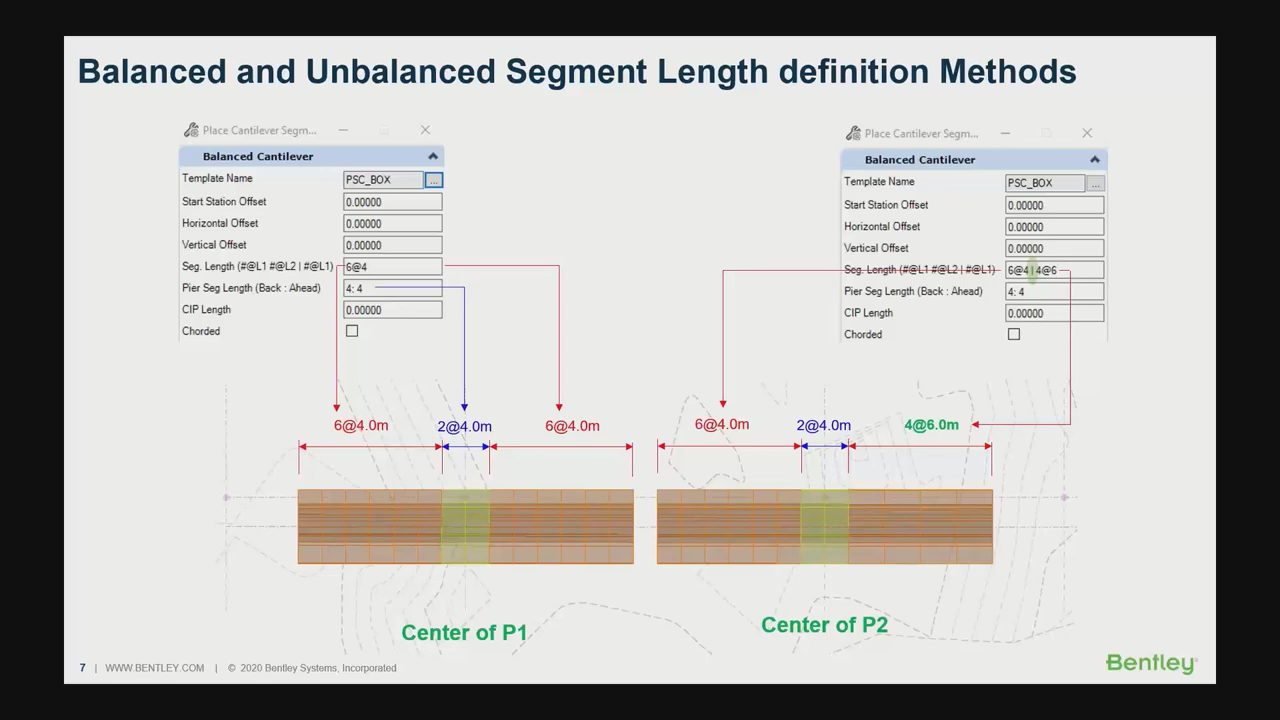 Balanced and Unbalanced Segment Length definition Methods
Place Cantilever Segm...
Balanced Cantilever
Template Name PSC_BOX ...
Start Station Offset 0.00000
Horizontal Offset 0.00000
Vertical Offset 0.00000
Seg. Length (#@L1 #@L2 | #@L1) 6@4
Pier Seg Length (Back : Ahead) 4: 4
CIP Length 0.00000
Chorded
Place Cantilever Segm...
Balanced Cantilever
Template Name PSC_BOX ...
Start Station Offset 0.00000
Horizontal Offset 0.00000
Vertical Offset 0.00000
Seg. Length (#@L1 #@L2 | #@L1) 6@4 | 4@6
Pier Seg Length (Back : Ahead) 4: 4
CIP Length 0.00000
Chorded
6@4.0m 2@4.0m 6@4.0m
6@4.0m 2@4.0m 4@6.0m
Center of P1
Center of P2
7 | WWW.BENTLEY.COM | © 2020 Bentley Systems, Incorporated
Bentley